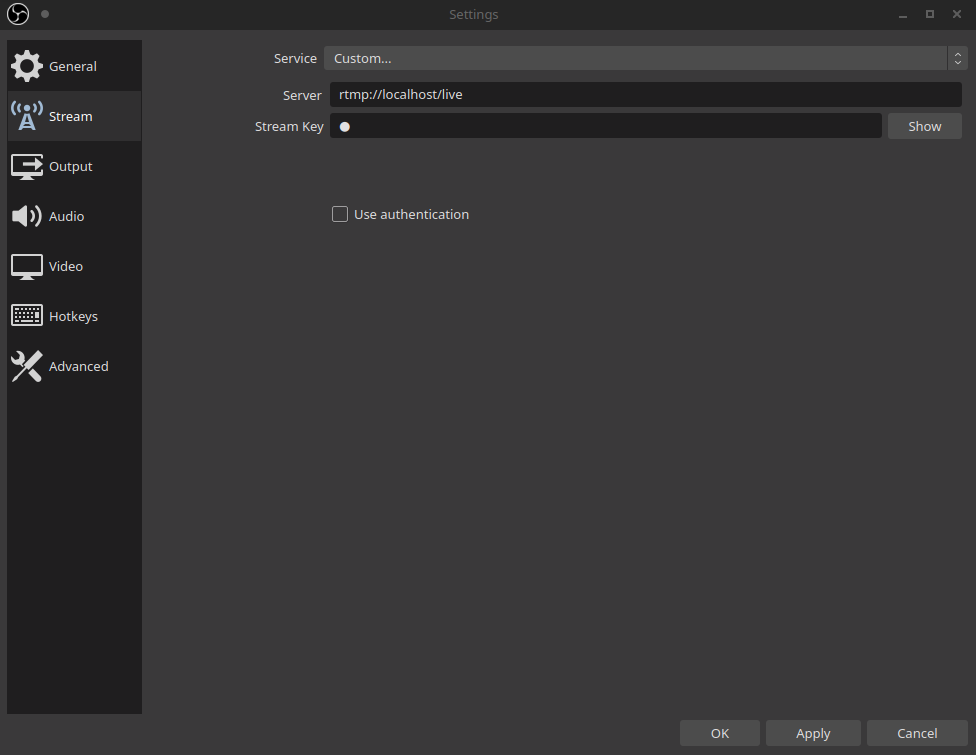 Settings
General
Stream
Output
Audio
Video
Hotkeys
Advanced
Service Custom...
Server rtmp://localhost/live
Stream Key ● Show
Use authentication
OK Apply Cancel